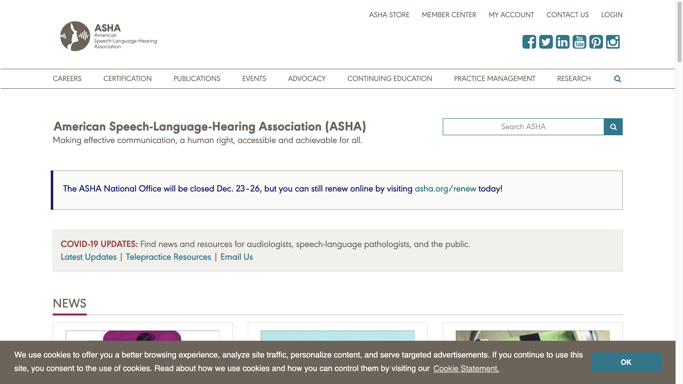 ASHA STORE MEMBER CENTER MY ACCOUNT CONTACT US LOGIN
ASHA
American
Speech-Language-Hearing
Association
CAREERS CERTIFICATION PUBLICATIONS EVENTS ADVOCACY CONTINUING EDUCATION PRACTICE MANAGEMENT RESEARCH
American Speech-Language-Hearing Association (ASHA)
Search ASHA
Making effective communication, a human right, accessible and achievable for all.
The ASHA National Office will be closed Dec. 23–26, but you can still renew online by visiting asha.org/renew today!
COVID-19 UPDATES: Find news and resources for audiologists, speech-language pathologists, and the public.
Latest Updates | Telepractice Resources | Email Us
NEWS
We use cookies to offer you a better browsing experience, analyze site traffic, personalize content, and serve targeted advertisements. If you continue to use this
site, you consent to the use of cookies. Read about how we use cookies and how you can control them by visiting our Cookie Statement.
OK